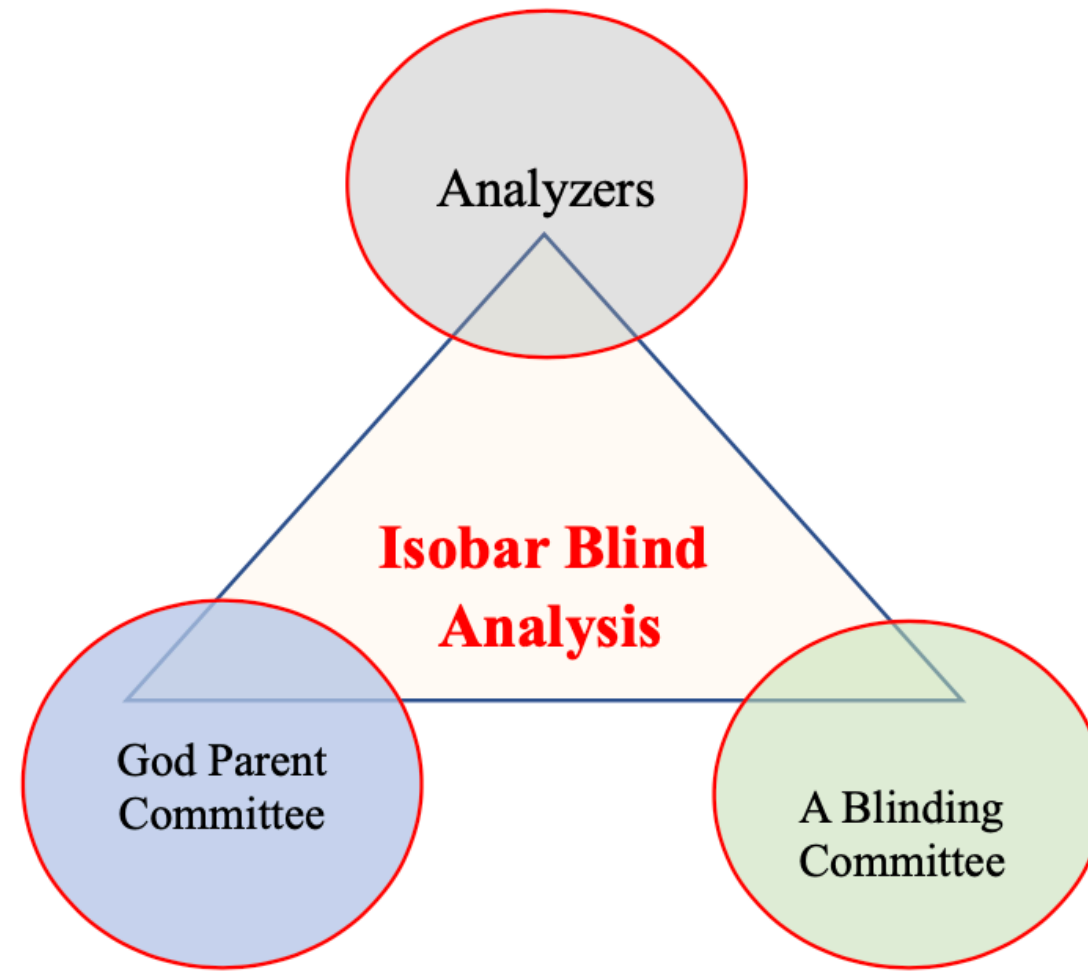 Analyzers
Isobar Blind
Analysis
God Parent
Committee
A Blinding
Committee